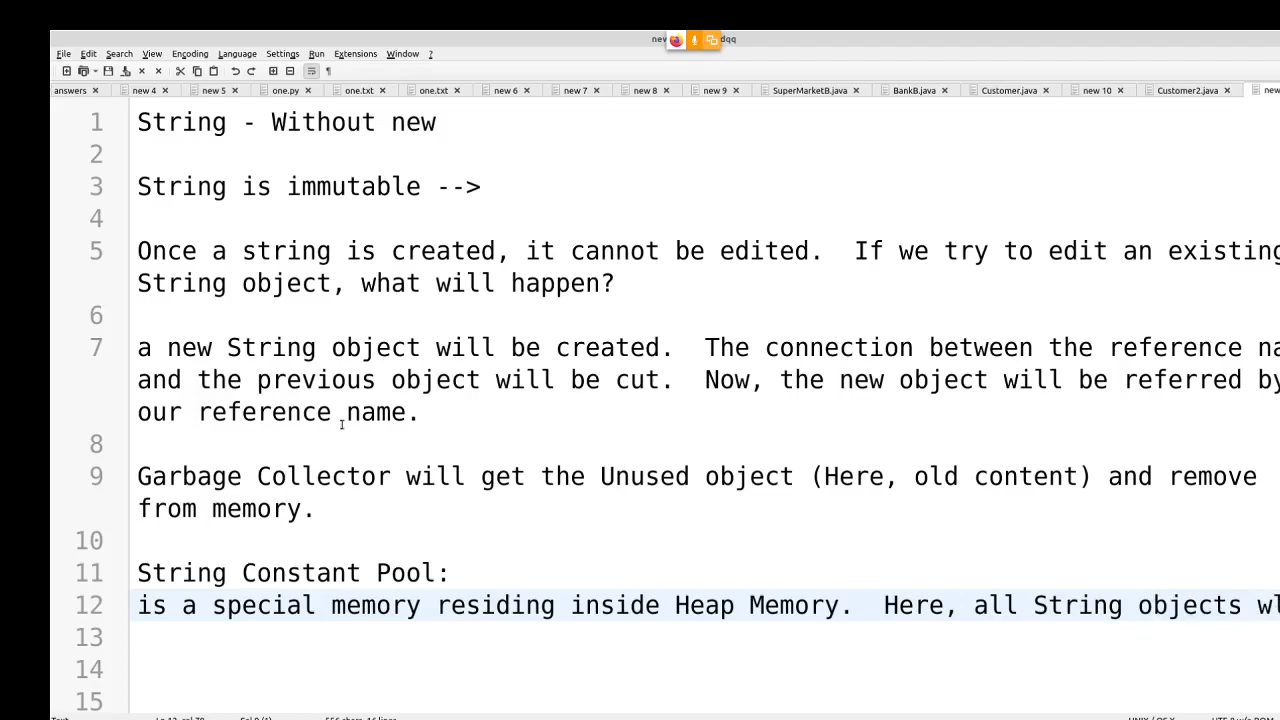 new
dqq
File Edit Search View Encoding Language Settings Run Extensions Window ?
answers new 4 new 5 one.py one.txt one.txt new 6 new 7 new 8 new 9 SuperMarketB.java BankB.java Customer.java new 10 Customer2.java new
1 String - Without new
2
3 String is immutable -->
4
5 Once a string is created, it cannot be edited.  If we try to edit an existing
String object, what will happen?
6
7 a new String object will be created.  The connection between the reference na
and the previous object will be cut.  Now, the new object will be referred by
our reference name.
8
9 Garbage Collector will get the Unused object (Here, old content) and remove
from memory.
10
11 String Constant Pool:
12 is a special memory residing inside Heap Memory.  Here, all String objects wh
13
14
15